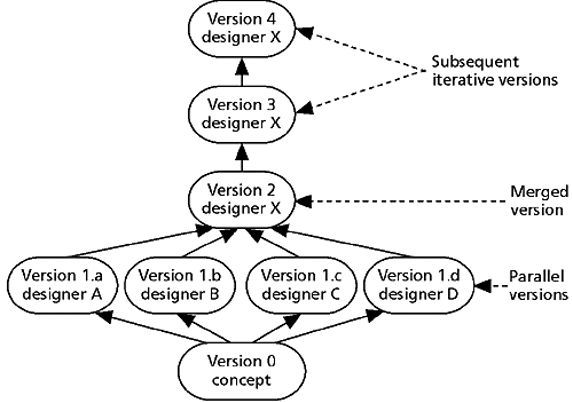 Version 4
designer X
Subsequent
iterative versions
Version 3
designer X
Version 2
designer X
Merged
version
Version 1.a
designer A
Version 1.b
designer B
Version 1.c
designer C
Version 1.d
designer D
Parallel
versions
Version 0
concept